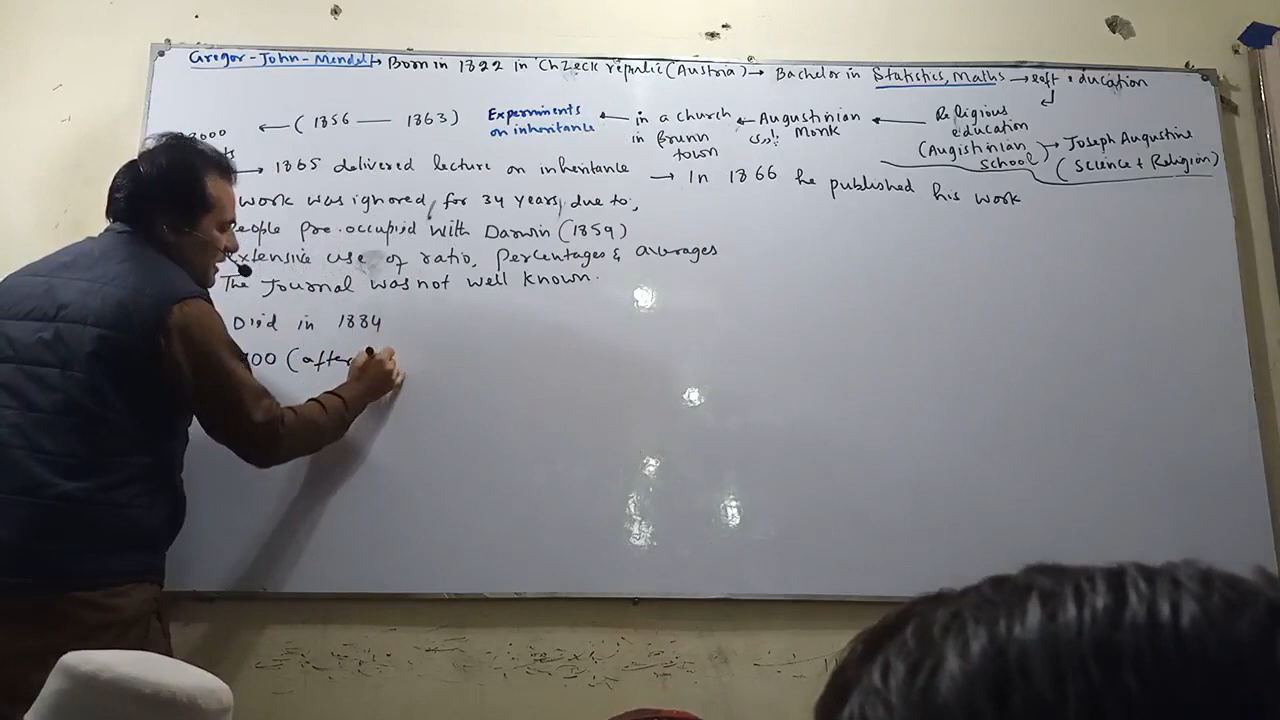 Gregor-John-Mendel → Born in 1822 in Chzeck republic (Austria) → Bachelor in Statistics, Maths → left education
Religious education ← Augustinian Monk ← in a church in Brunn town ← Experiments on inheritance ← (1856 — 1863)
(Augistinian school) → Joseph Augustine (Science + Religion)
→ 1865 delivered lecture on inheritance → In 1866 he published his work
work was ignored for 34 years due to,
People pre.occupied with Darwin (1859)
Extensive use of ratio, percentages & averages
The Journal was not well known.
Died in 1884
(after